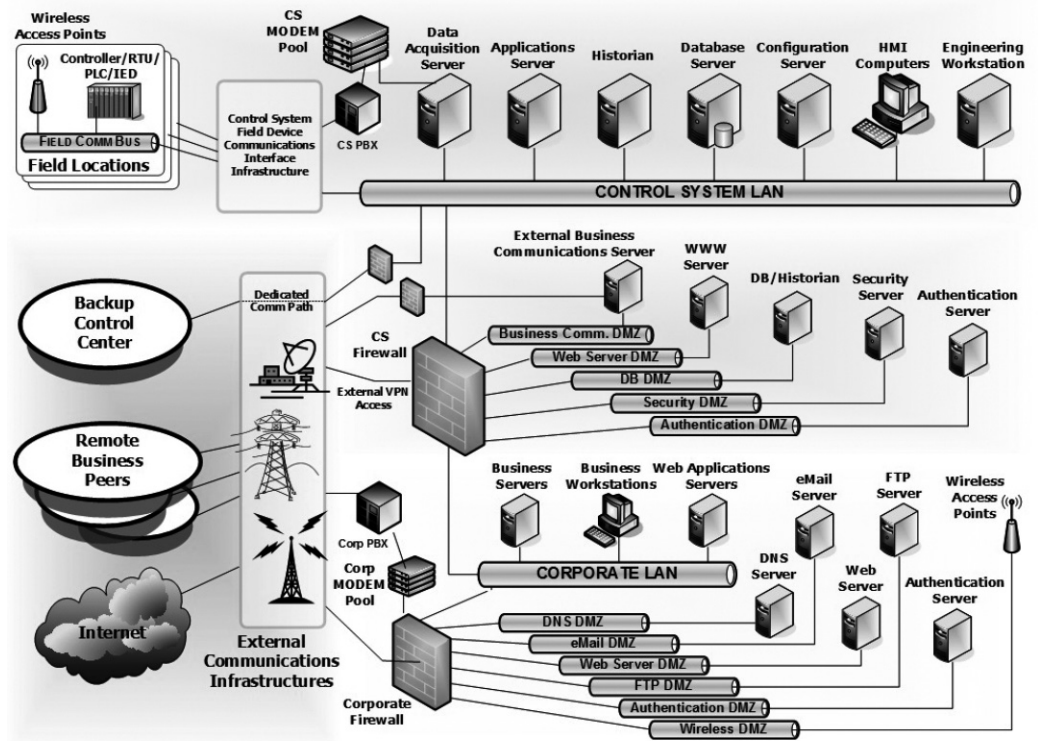 Wireless
Access Points
Controller/RTU/
PLC/IED
FIELD COMM BUS
Field Locations
Control System
Field Device
Communications
Interface
Infrastructure
CS
MODEM
Pool
CS PBX
Data
Acquisition
Server
Applications
Server
Historian
Database
Server
Configuration
Server
HMI
Computers
Engineering
Workstation
CONTROL SYSTEM LAN
Backup
Control
Center
Dedicated
Comm Path
External Business
Communications Server
WWW
Server
DB/Historian
Security
Server
Authentication
Server
CS
Firewall
External VPN
Access
Business Comm. DMZ
Web Server DMZ
DB DMZ
Security DMZ
Authentication DMZ
Remote
Business
Peers
Internet
External
Communications
Infrastructures
Corp PBX
Corp
MODEM
Pool
Corporate
Firewall
Business
Servers
Business
Workstations
Web Applications
Servers
CORPORATE LAN
eMail
Server
FTP
Server
Wireless
Access
Points
DNS
Server
Web
Server
Authentication
Server
DNS DMZ
eMail DMZ
Web Server DMZ
FTP DMZ
Authentication DMZ
Wireless DMZ